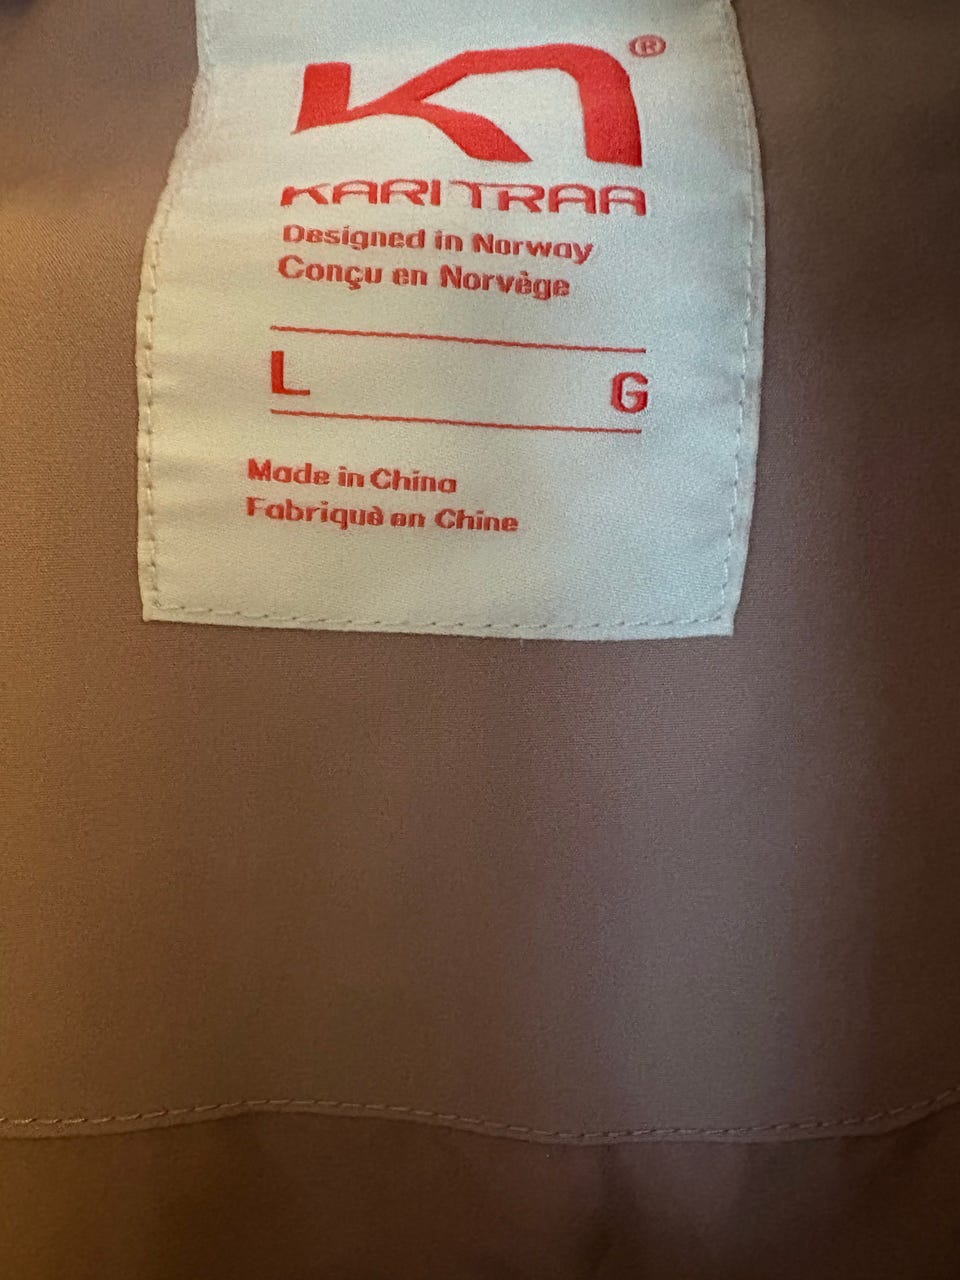 ®
KARI TRAA
Designed in Norway
Conçu en Norvège
L G
Made in China
Fabriqué en Chine